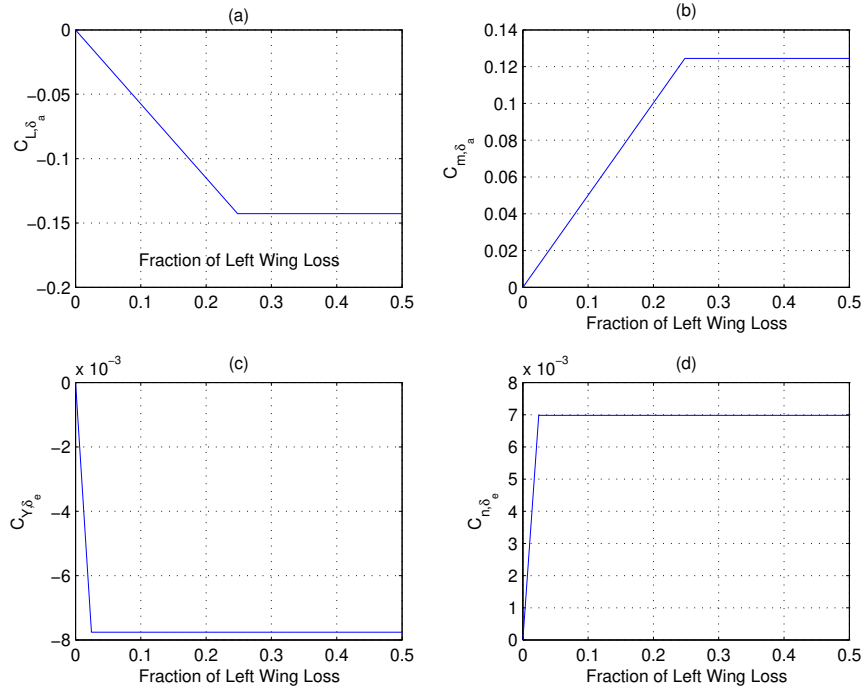 (a)
0
−0.05
−0.1
−0.15
−0.2
C_{L,δ_a}
Fraction of Left Wing Loss
0 0.1 0.2 0.3 0.4 0.5
(b)
0.14
0.12
0.1
0.08
0.06
0.04
0.02
0
C_{m,δ_a}
0 0.1 0.2 0.3 0.4 0.5
Fraction of Left Wing Loss
(c)
x 10^{−3}
0
−2
−4
−6
−8
C_{Y,δ_e}
0 0.1 0.2 0.3 0.4 0.5
Fraction of Left Wing Loss
(d)
x 10^{−3}
8
7
6
5
4
3
2
1
0
C_{n,δ_e}
0 0.1 0.2 0.3 0.4 0.5
Fraction of Left Wing Loss